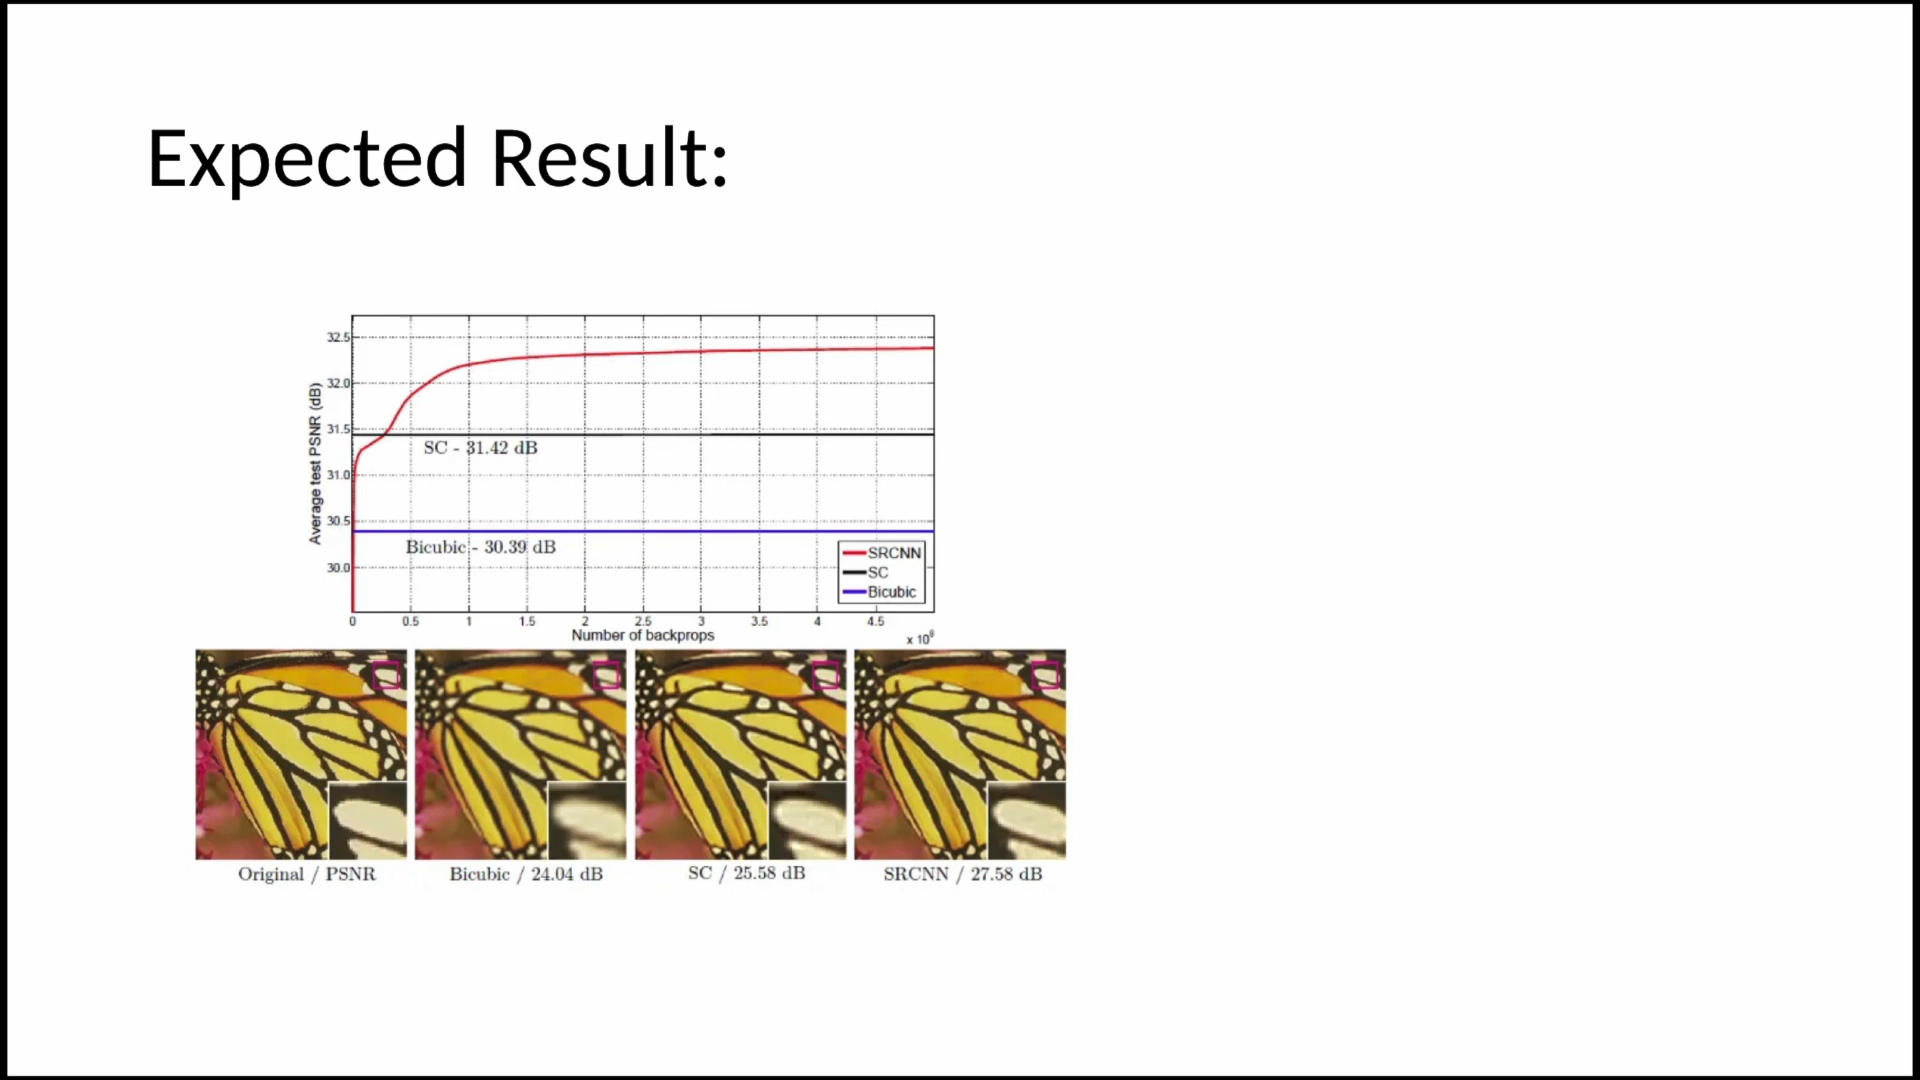 Expected Result:
32.5
32.0
31.5
31.0
30.5
30.0
Average test PSNR (dB)
SC - 31.42 dB
Bicubic - 30.39 dB
SRCNN
SC
Bicubic
0 0.5 1 1.5 2 2.5 3 3.5 4 4.5
Number of backprops
x 10⁸
Original / PSNR
Bicubic / 24.04 dB
SC / 25.58 dB
SRCNN / 27.58 dB